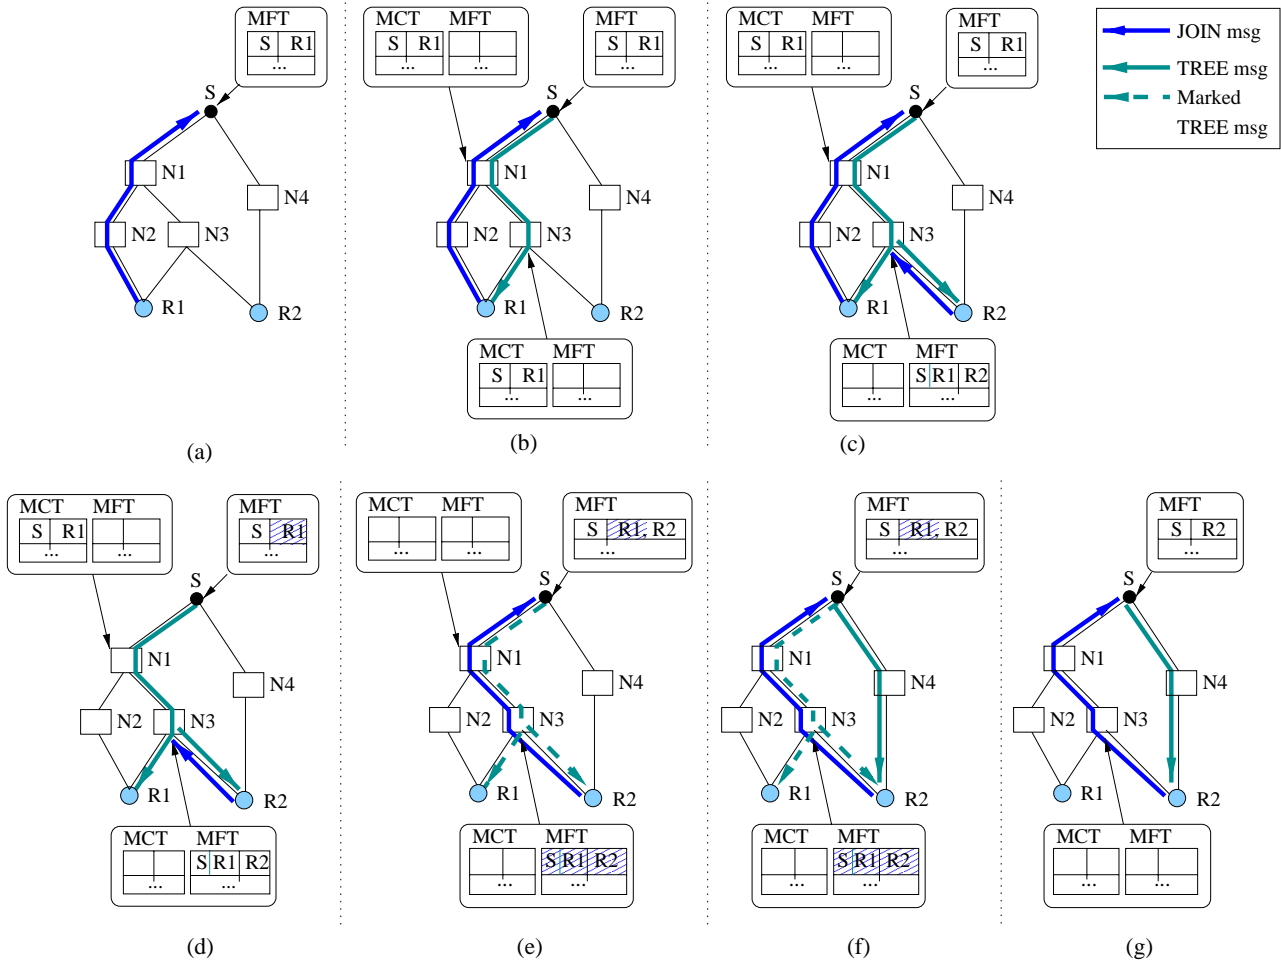 MFT
S R1
...
S
N1
N4
N2
N3
R1
R2
(a)
MCT MFT
S R1
... ...
MFT
S R1
...
S
N1
N4
N2
N3
R1
R2
MCT MFT
S R1
... ...
(b)
MCT MFT
S R1
... ...
MFT
S R1
...
S
N1
N4
N2
N3
R1
R2
MCT MFT
S R1 R2
... ...
(c)
JOIN msg
TREE msg
Marked
TREE msg
MCT MFT
S R1
... ...
MFT
S R1
...
S
N1
N4
N2
N3
R1
R2
MCT MFT
S R1 R2
... ...
(d)
MCT MFT
... ...
MFT
S R1, R2
...
S
N1
N4
N2
N3
R1
R2
MCT MFT
S R1 R2
... ...
(e)
MFT
S R1, R2
...
S
N1
N4
N2
N3
R1
R2
MCT MFT
S R1 R2
... ...
(f)
MFT
S R2
...
S
N1
N4
N2
N3
R1
R2
MCT MFT
... ...
(g)